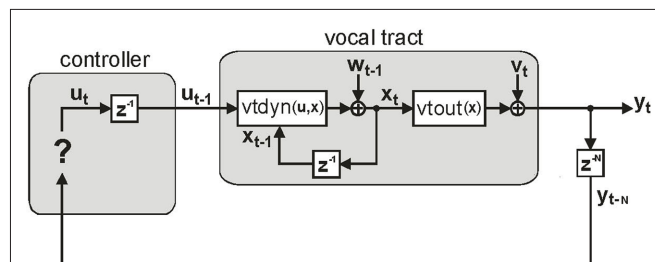 controller
vocal tract
u_t
z^-1
u_t-1
vtdyn(u,x)
w_t-1
x_t
vtout(x)
v_t
y_t
?
x_t-1
z^-1
z^-N
y_t-N